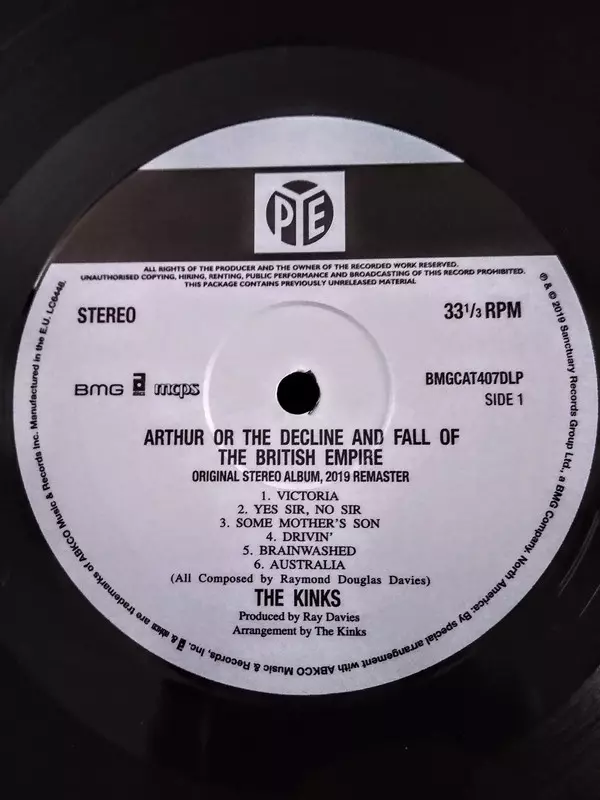 PYE
ALL RIGHTS OF THE PRODUCER AND THE OWNER OF THE RECORDED WORK RESERVED.
UNAUTHORISED COPYING, HIRING, RENTING, PUBLIC PERFORMANCE AND BROADCASTING OF THIS RECORD PROHIBITED.
THIS PACKAGE CONTAINS PREVIOUSLY UNRELEASED MATERIAL
STEREO
33 1/3 RPM
BMG
mcps
BMGCAT407DLP
SIDE 1
ARTHUR OR THE DECLINE AND FALL OF
THE BRITISH EMPIRE
ORIGINAL STEREO ALBUM, 2019 REMASTER
1. VICTORIA
2. YES SIR, NO SIR
3. SOME MOTHER'S SON
4. DRIVIN'
5. BRAINWASHED
6. AUSTRALIA
(All Composed by Raymond Douglas Davies)
THE KINKS
Produced by Ray Davies
Arrangement by The Kinks
℗ & © 2019 Sanctuary Records Group Ltd., a BMG Company. North America: By special arrangement with ABKCO Music & Records, Inc. & abkco are trademarks of ABKCO Music & Records Inc. Manufactured in the E.U. LC6448.